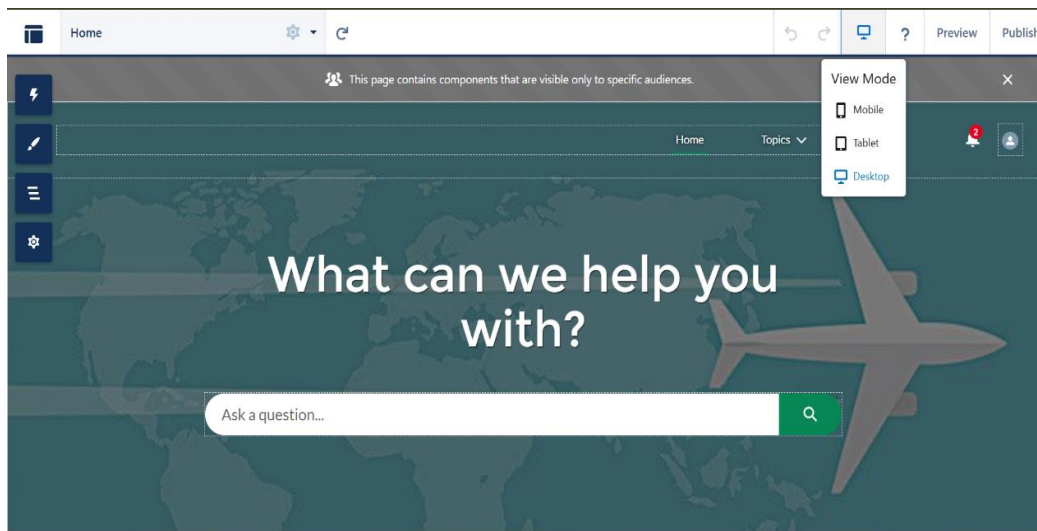 Home
? Preview Publish
This page contains components that are visible only to specific audiences.
View Mode
Mobile
Tablet
Desktop
Home Topics
2
What can we help you
with?
Ask a question...